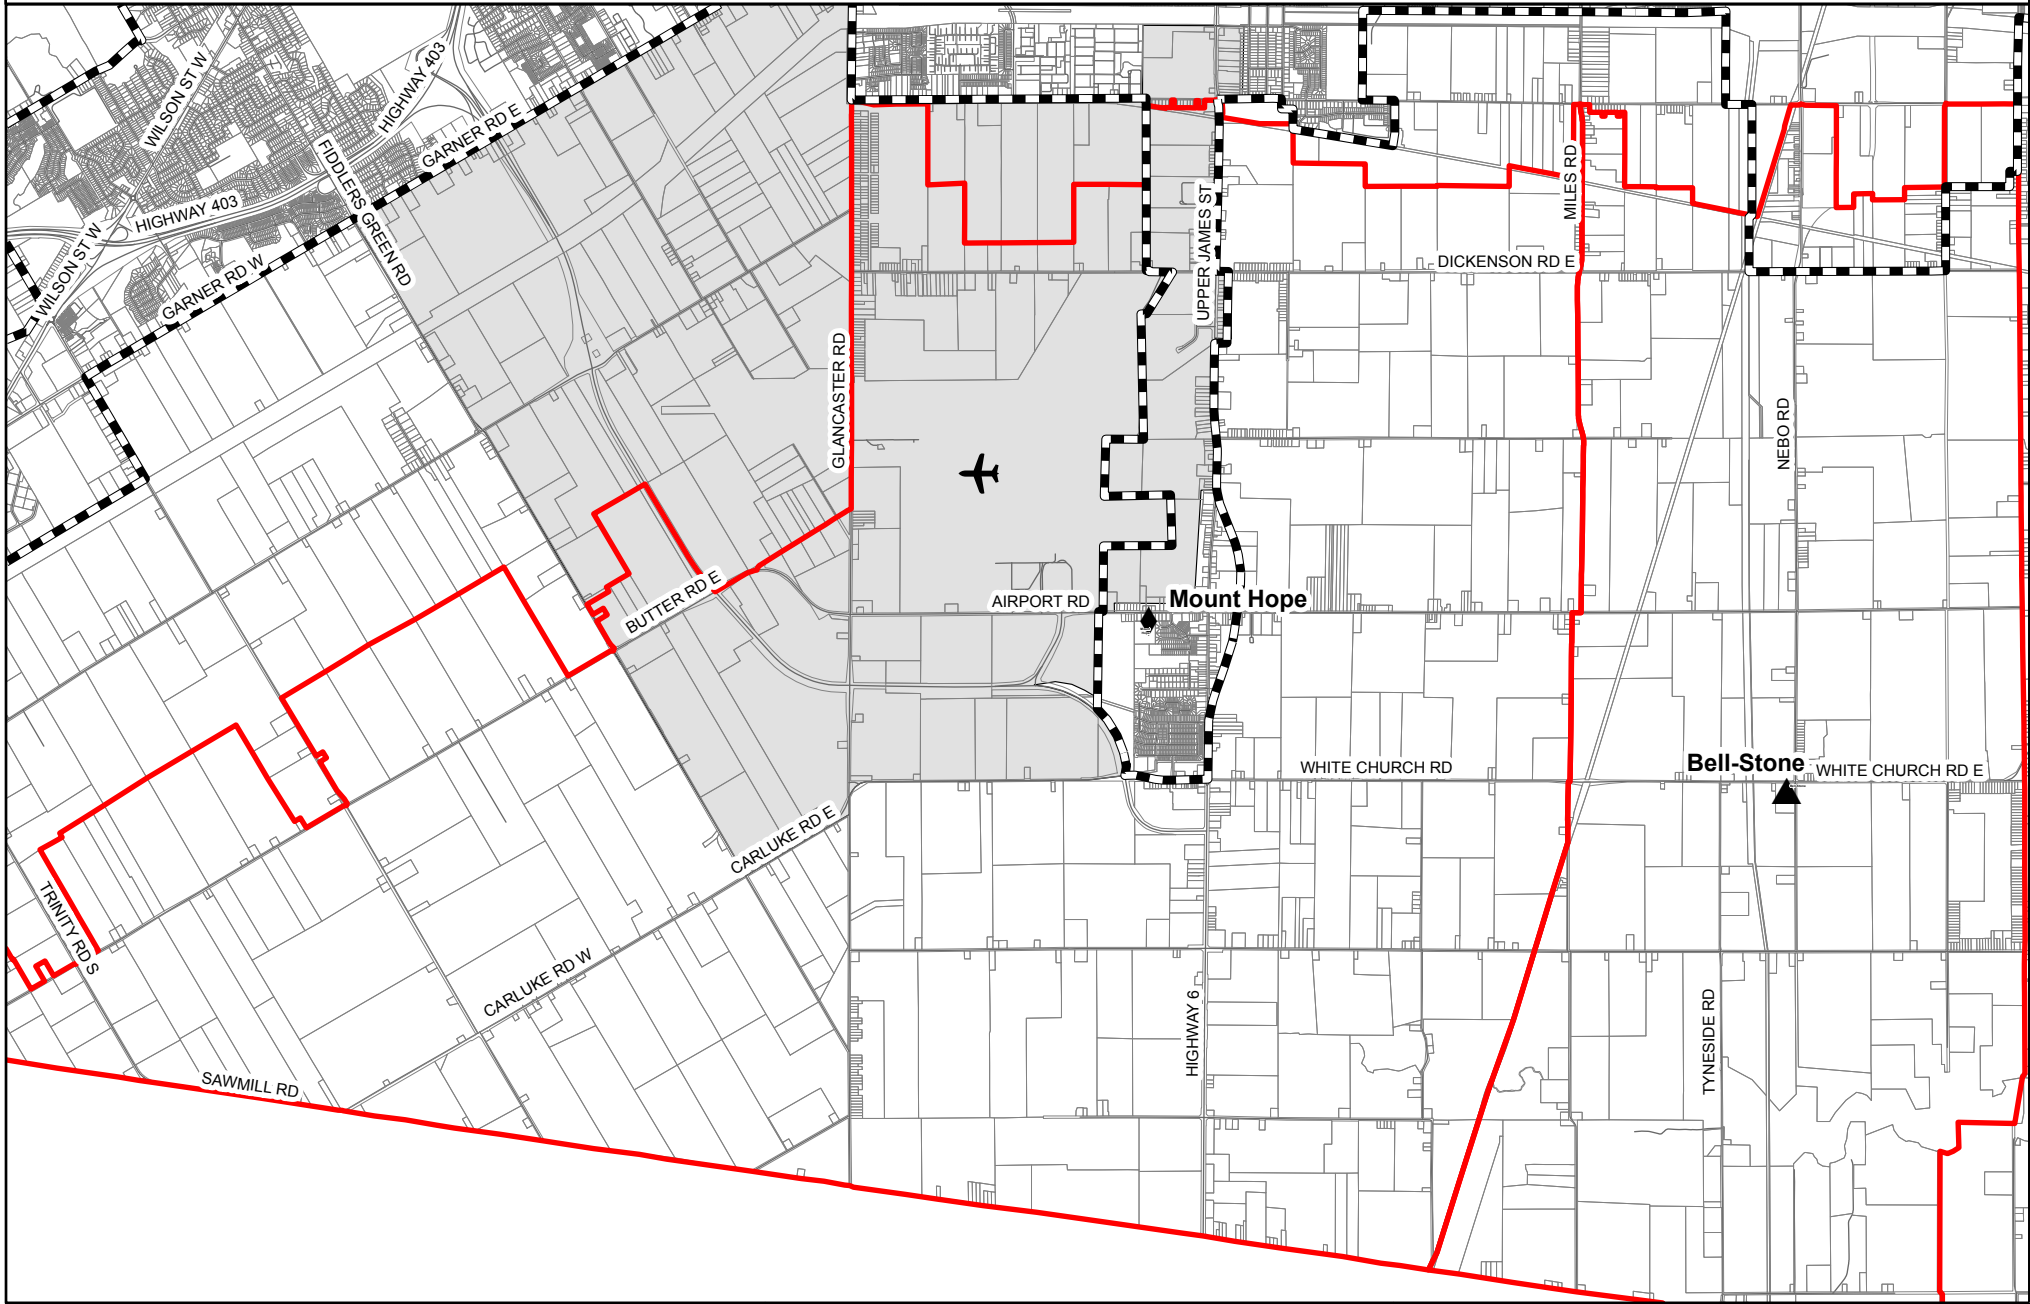 WILSON ST W
HIGHWAY 403
GARNER RD E
FIDDLERS GREEN RD
HIGHWAY 403
WILSON ST W
GARNER RD W
MILES RD
UPPER JAMES ST
DICKENSON RD E
GLANCASTER RD
NEBO RD
BUTTER RD E
AIRPORT RD
Mount Hope
WHITE CHURCH RD
Bell-Stone
WHITE CHURCH RD E
CARLUKE RD E
TRINITY RD S
CARLUKE RD W
HIGHWAY 6
TYNESIDE RD
SAWMILL RD